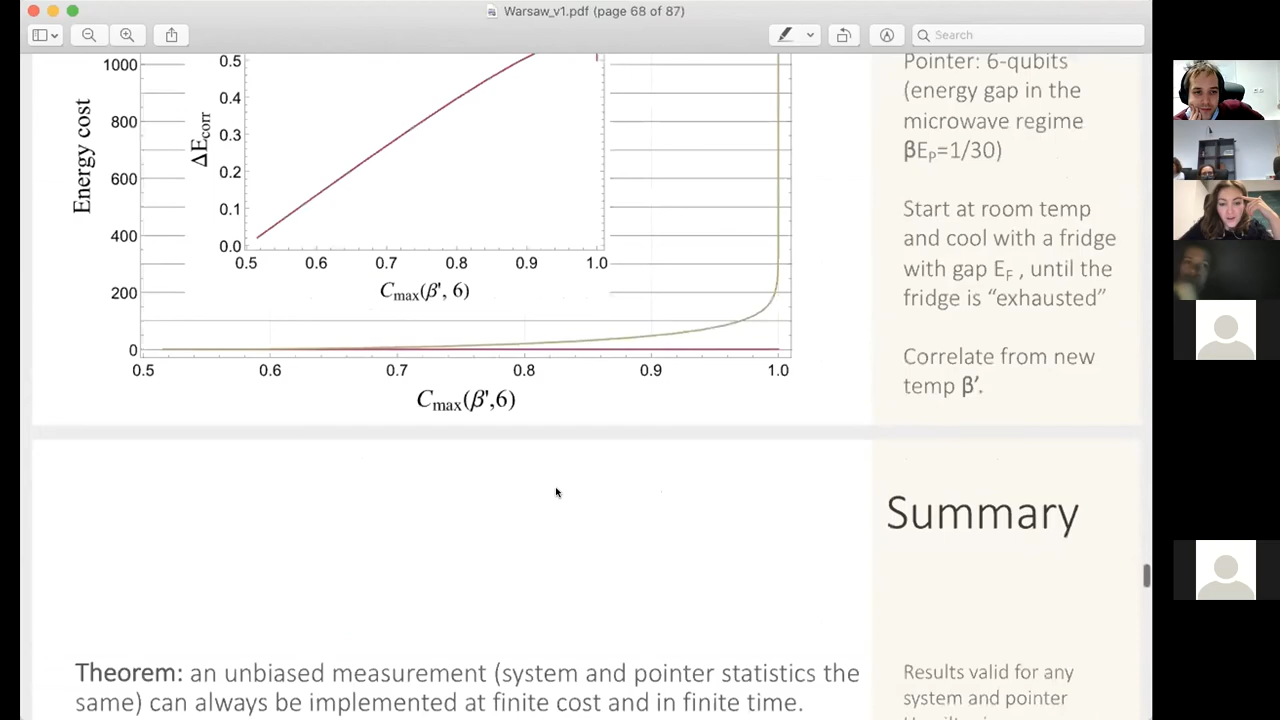 Warsaw_v1.pdf (page 68 of 87)
Search
1000
800
600
400
200
0
Energy cost
0.5
0.4
0.3
0.2
0.1
0.0
ΔEcorr
0.5 0.6 0.7 0.8 0.9 1.0
Cmax(β', 6)
0.5 0.6 0.7 0.8 0.9 1.0
Cmax(β',6)
Pointer: 6-qubits
(energy gap in the
microwave regime
βEP=1/30)
Start at room temp
and cool with a fridge
with gap EF , until the
fridge is “exhausted”
Correlate from new
temp β’.
Summary
Theorem: an unbiased measurement (system and pointer statistics the
same) can always be implemented at finite cost and in finite time.
Results valid for any
system and pointer